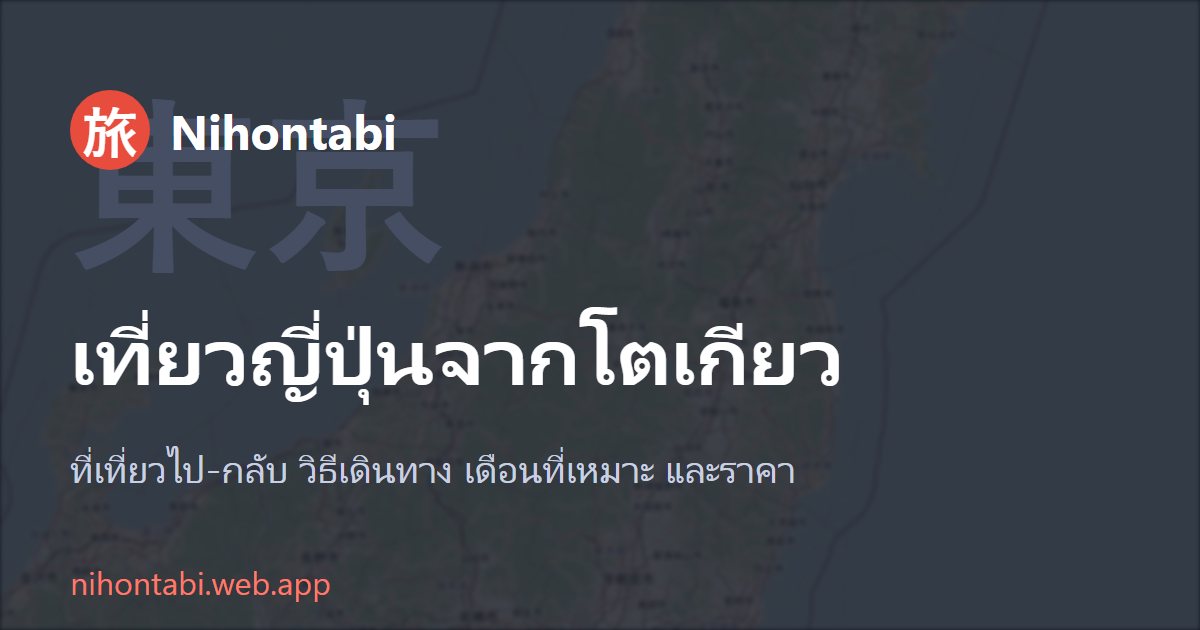 旅 Nihontabi
東京
เที่ยวญี่ปุ่นจากโตเกียว
ที่เที่ยวไป-กลับ วิธีเดินทาง เดือนที่เหมาะ และราคา
nihontabi.web.app